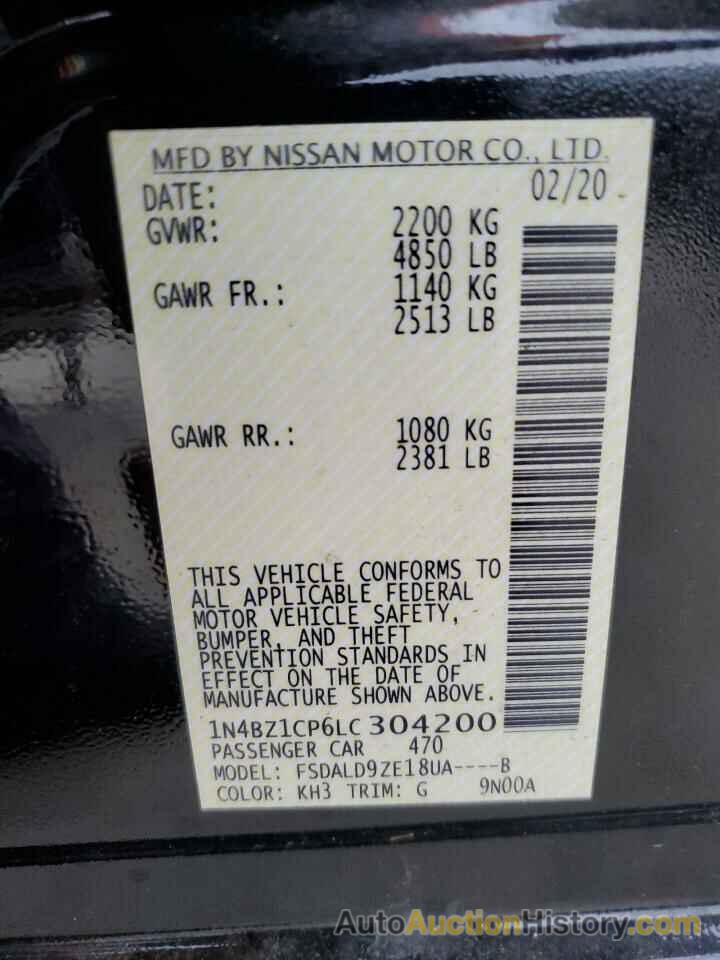 MFD BY NISSAN MOTOR CO., LTD.
DATE: 02/20
GVWR: 2200 KG
4850 LB
GAWR FR.: 1140 KG
2513 LB
GAWR RR.: 1080 KG
2381 LB
THIS VEHICLE CONFORMS TO
ALL APPLICABLE FEDERAL
MOTOR VEHICLE SAFETY,
BUMPER, AND THEFT
PREVENTION STANDARDS IN
EFFECT ON THE DATE OF
MANUFACTURE SHOWN ABOVE.
1N4BZ1CP6LC304200
PASSENGER CAR 470
MODEL: FSDALD9ZE18UA----B
COLOR: KH3 TRIM: G 9N00A
AutoBidMaster.com